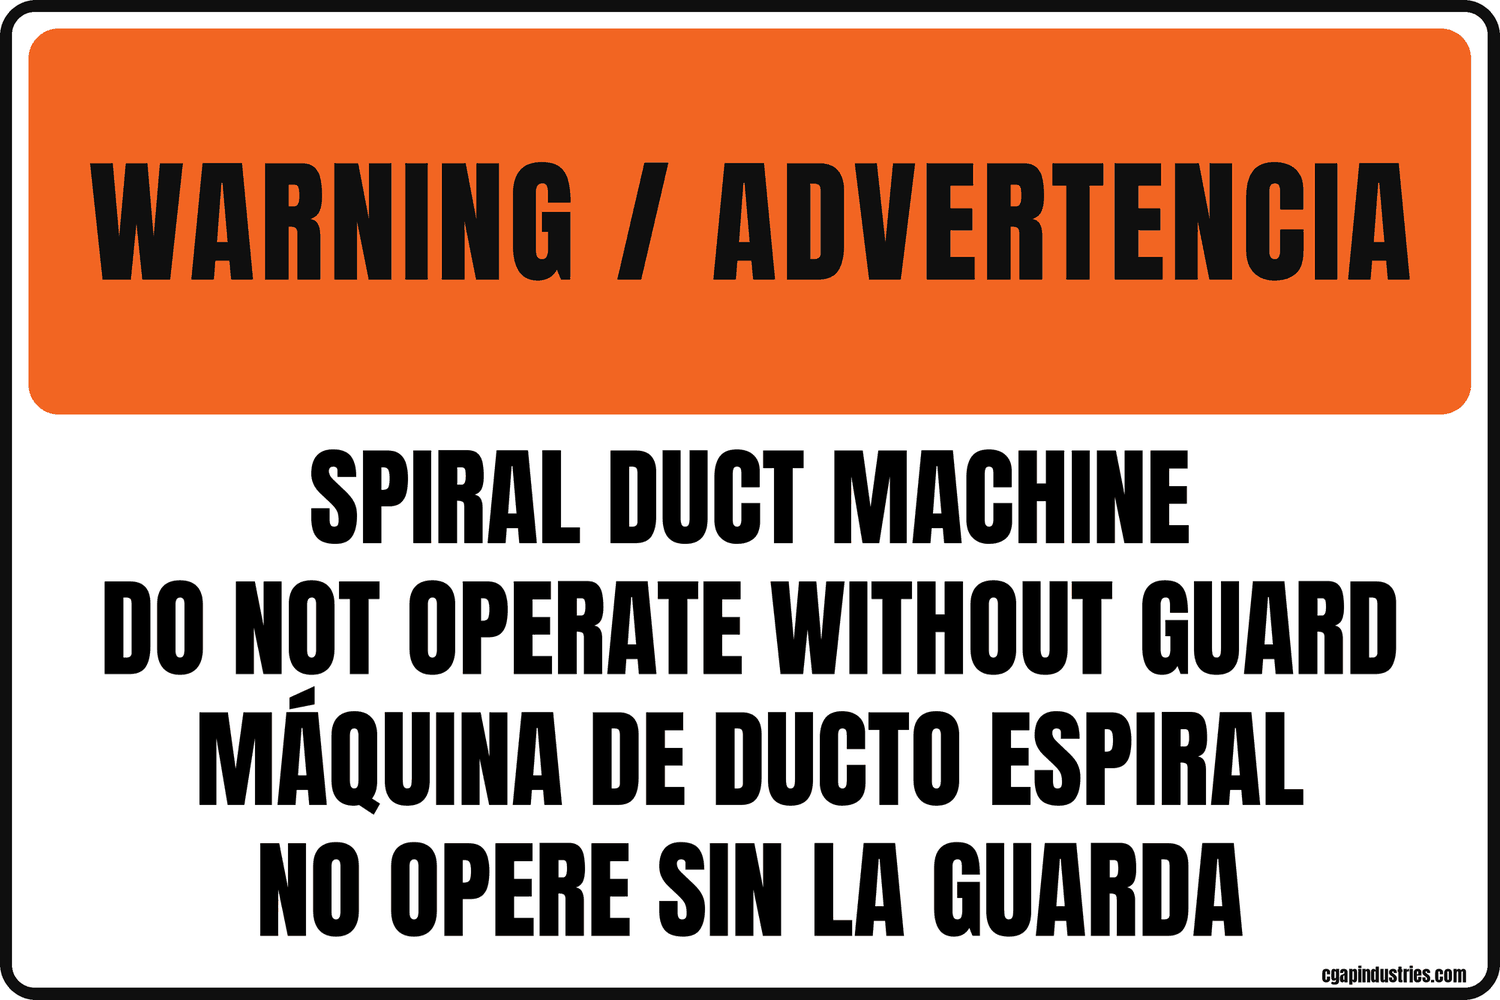 WARNING / ADVERTENCIA
SPIRAL DUCT MACHINE
DO NOT OPERATE WITHOUT GUARD
MÁQUINA DE DUCTO ESPIRAL
NO OPERE SIN LA GUARDA
cgapindustries.com